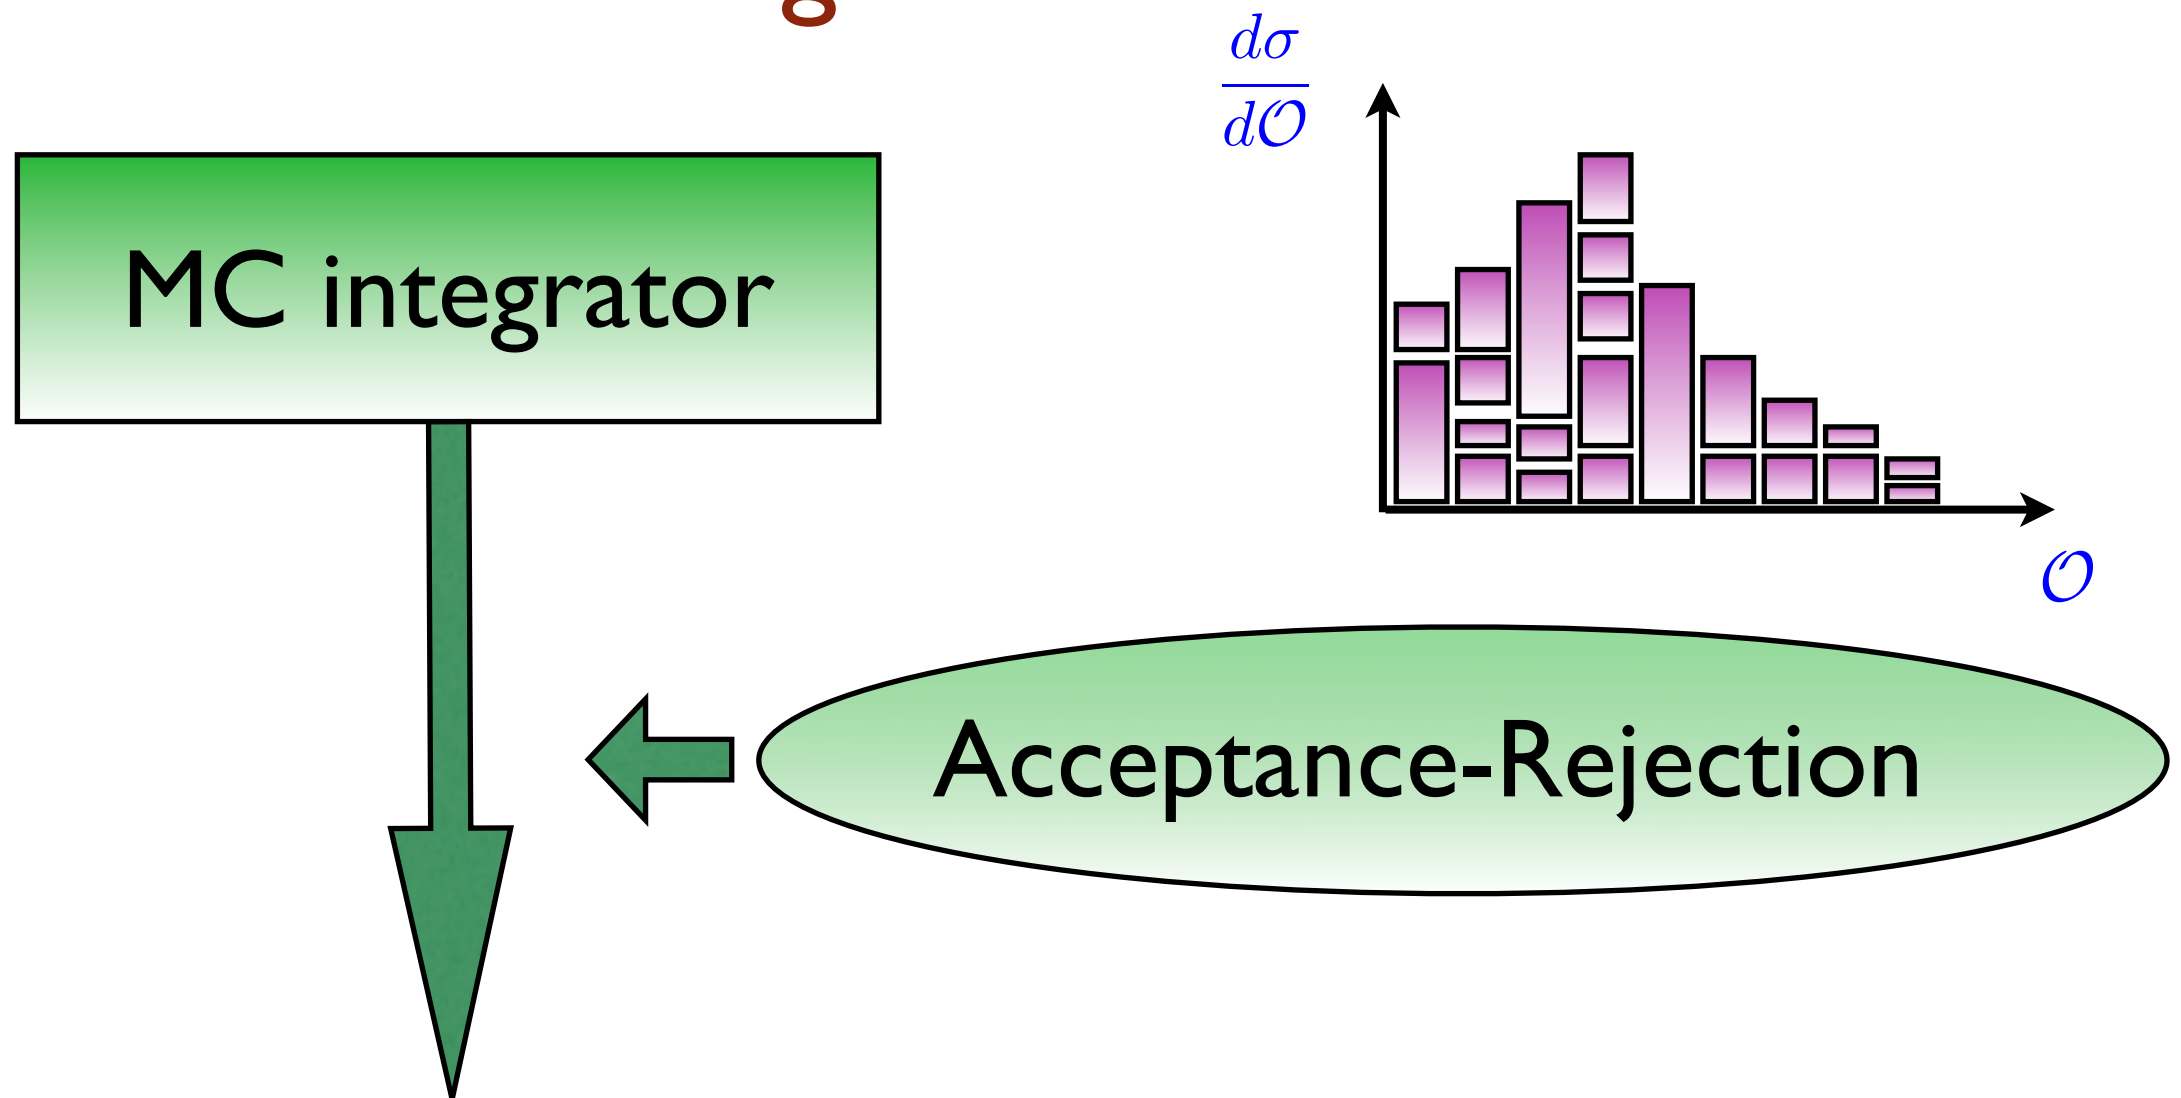 dσ
dO
MC integrator
O
Acceptance-Rejection